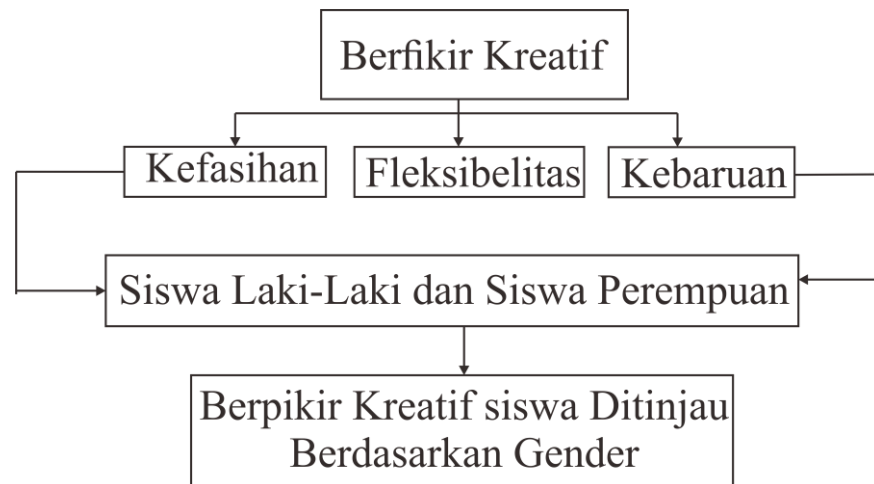 Berfikir Kreatif
Kefasihan
Fleksibelitas
Kebaruan
Siswa Laki-Laki dan Siswa Perempuan
Berpikir Kreatif siswa Ditinjau
Berdasarkan Gender